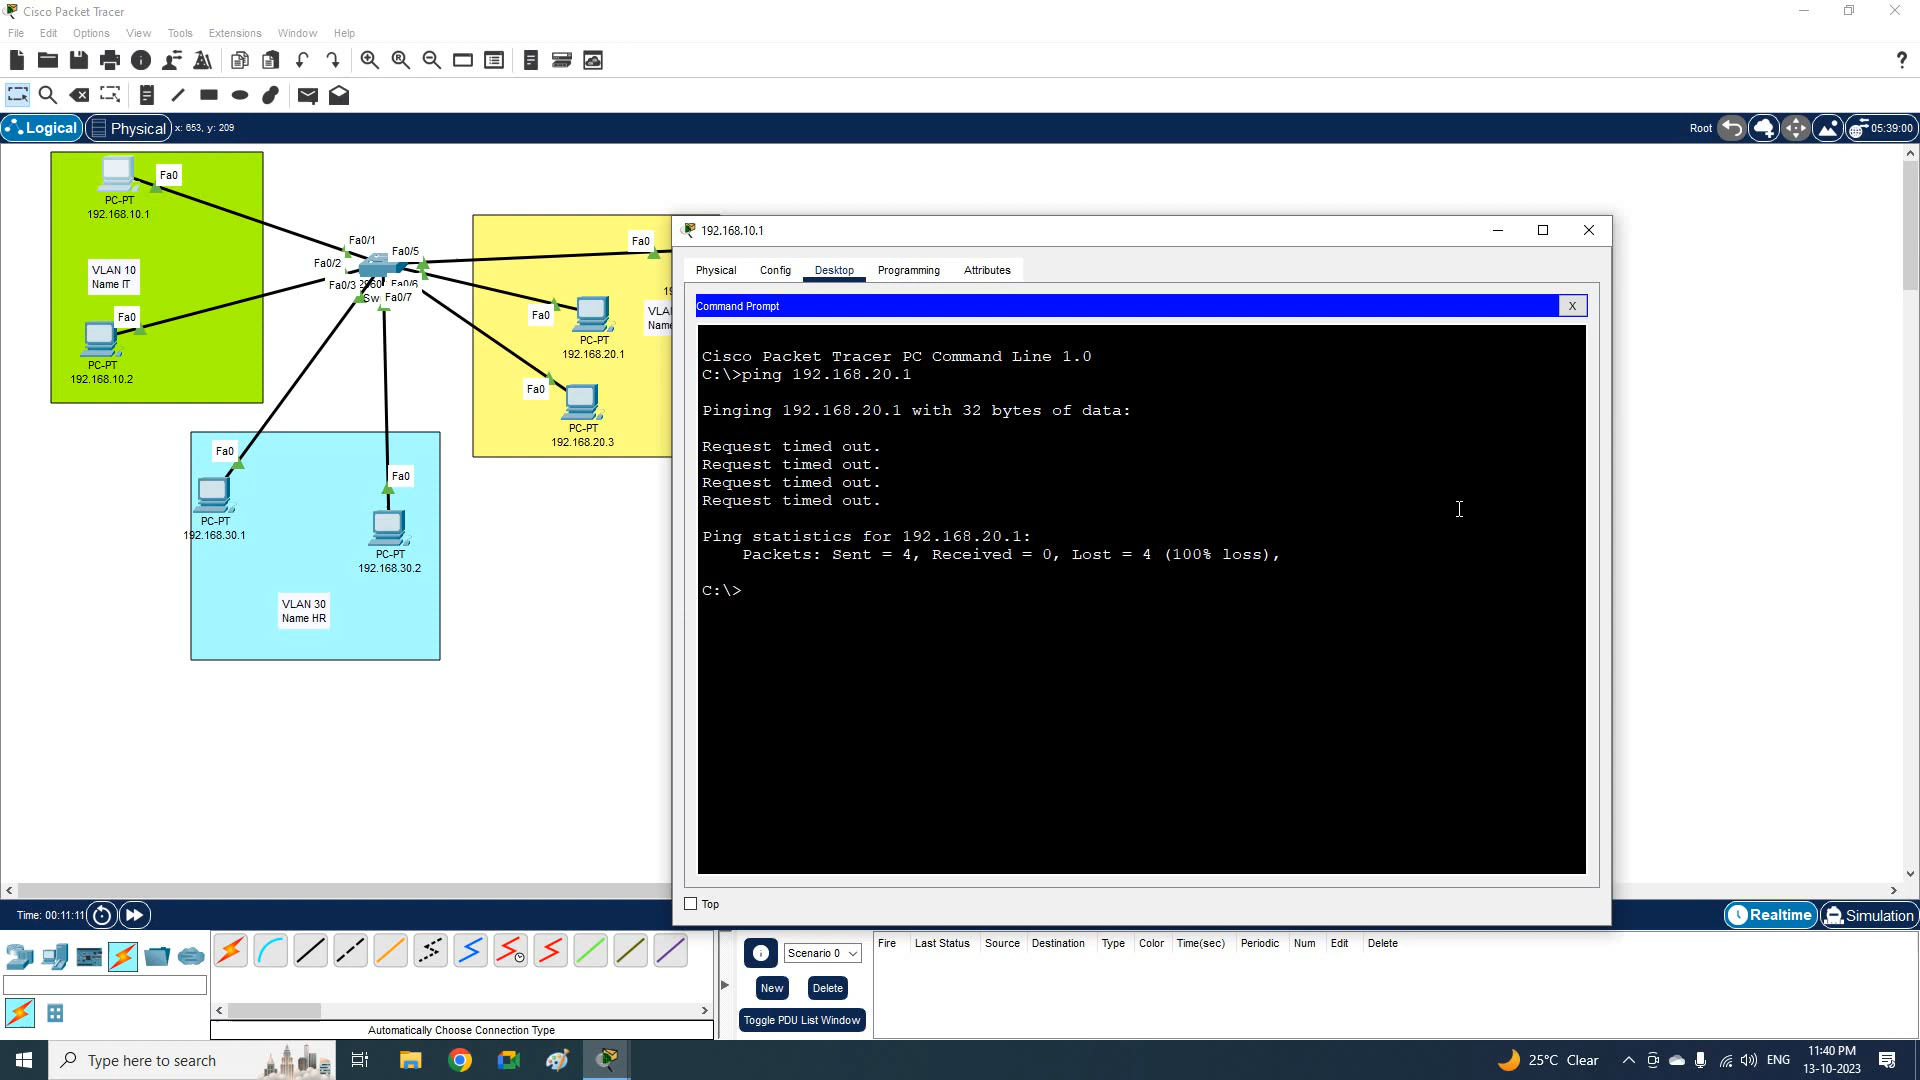 Cisco Packet Tracer
File Edit Options View Tools Extensions Window Help
Logical Physical x: 653, y: 209 Root 05:39:00
Fa0
PC-PT
192.168.10.1
VLAN 10
Name IT
Fa0
PC-PT
192.168.10.2
Fa0/1
Fa0/2
Fa0/5
Fa0/3
Fa0/6
Sw
Fa0/7
Fa0
Fa0
PC-PT
192.168.20.1
Fa0
PC-PT
192.168.20.3
Fa0
PC-PT
192.168.30.1
Fa0
PC-PT
192.168.30.2
VLAN 30
Name HR
192.168.10.1
Physical Config Desktop Programming Attributes
Command Prompt X
Cisco Packet Tracer PC Command Line 1.0
C:\>ping 192.168.20.1
Pinging 192.168.20.1 with 32 bytes of data:
Request timed out.
Request timed out.
Request timed out.
Request timed out.
Ping statistics for 192.168.20.1:
Packets: Sent = 4, Received = 0, Lost = 4 (100% loss),
C:\>
Top
Time: 00:11:11 Realtime Simulation
Scenario 0
New Delete
Toggle PDU List Window
Fire Last Status Source Destination Type Color Time(sec) Periodic Num Edit Delete
Automatically Choose Connection Type
Type here to search
25°C Clear
ENG
11:40 PM
13-10-2023